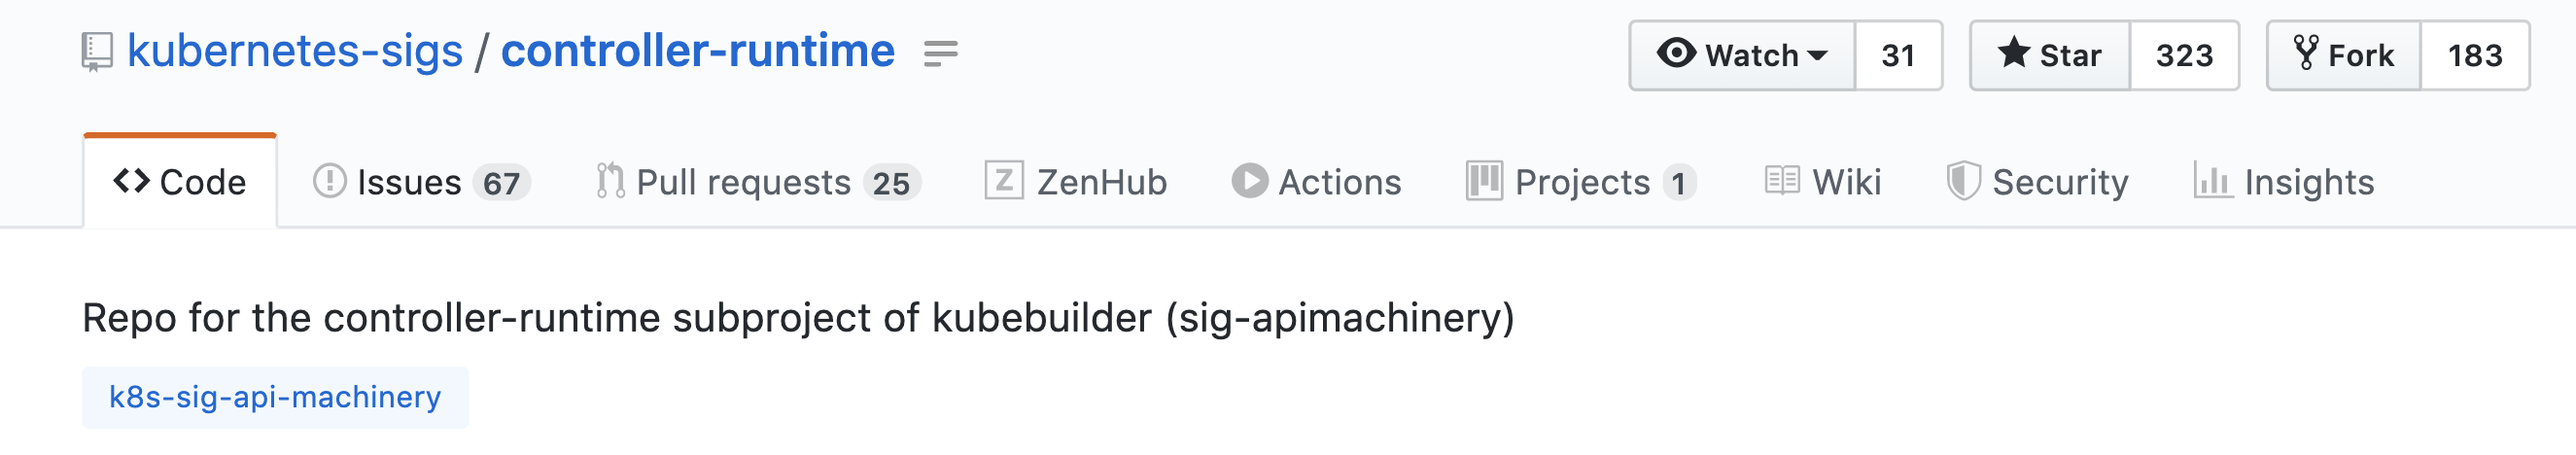 kubernetes-sigs / controller-runtime Watch 31 Star 323 Fork 183
Code Issues 67 Pull requests 25 Z ZenHub Actions Projects 1 Wiki Security Insights
Repo for the controller-runtime subproject of kubebuilder (sig-apimachinery)
k8s-sig-api-machinery